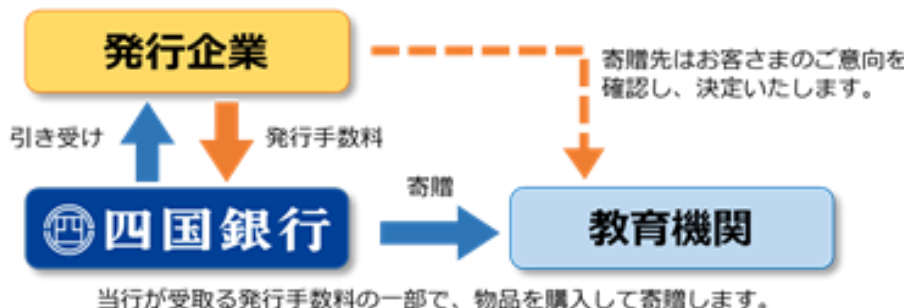 発行企業
寄贈先はお客さまのご意向を
確認し、決定いたします。
引き受け
発行手数料
四国銀行
寄贈
教育機関
当行が受取る発行手数料の一部で、物品を購入して寄贈します。